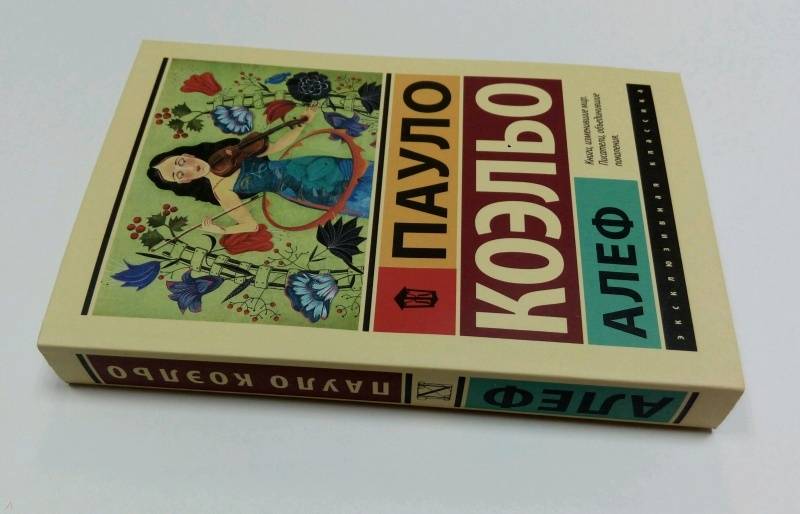 ПАУЛО
КОЭЛЬО
АЛЕФ
Книги, изменившие мир.
Писатели, объединившие
поколения.
ЭКСКЛЮЗИВНАЯ КЛАССИКА
ПАУЛО КОЭЛЬО
АЛЕФ